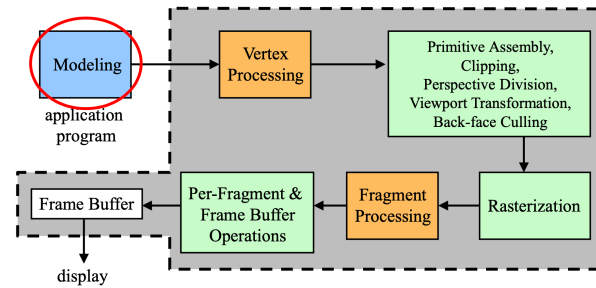 Modeling
application
program
Vertex
Processing
Primitive Assembly,
Clipping,
Perspective Division,
Viewport Transformation,
Back-face Culling
Rasterization
Fragment
Processing
Per-Fragment &
Frame Buffer
Operations
Frame Buffer
display